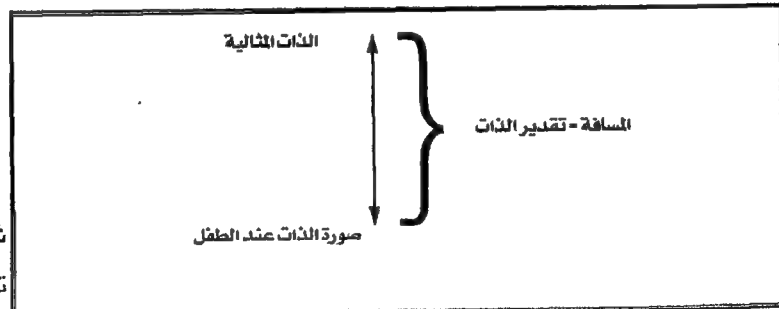 الذات المثالية
المسافة = تقدير الذات
صورة الذات عند الطفل